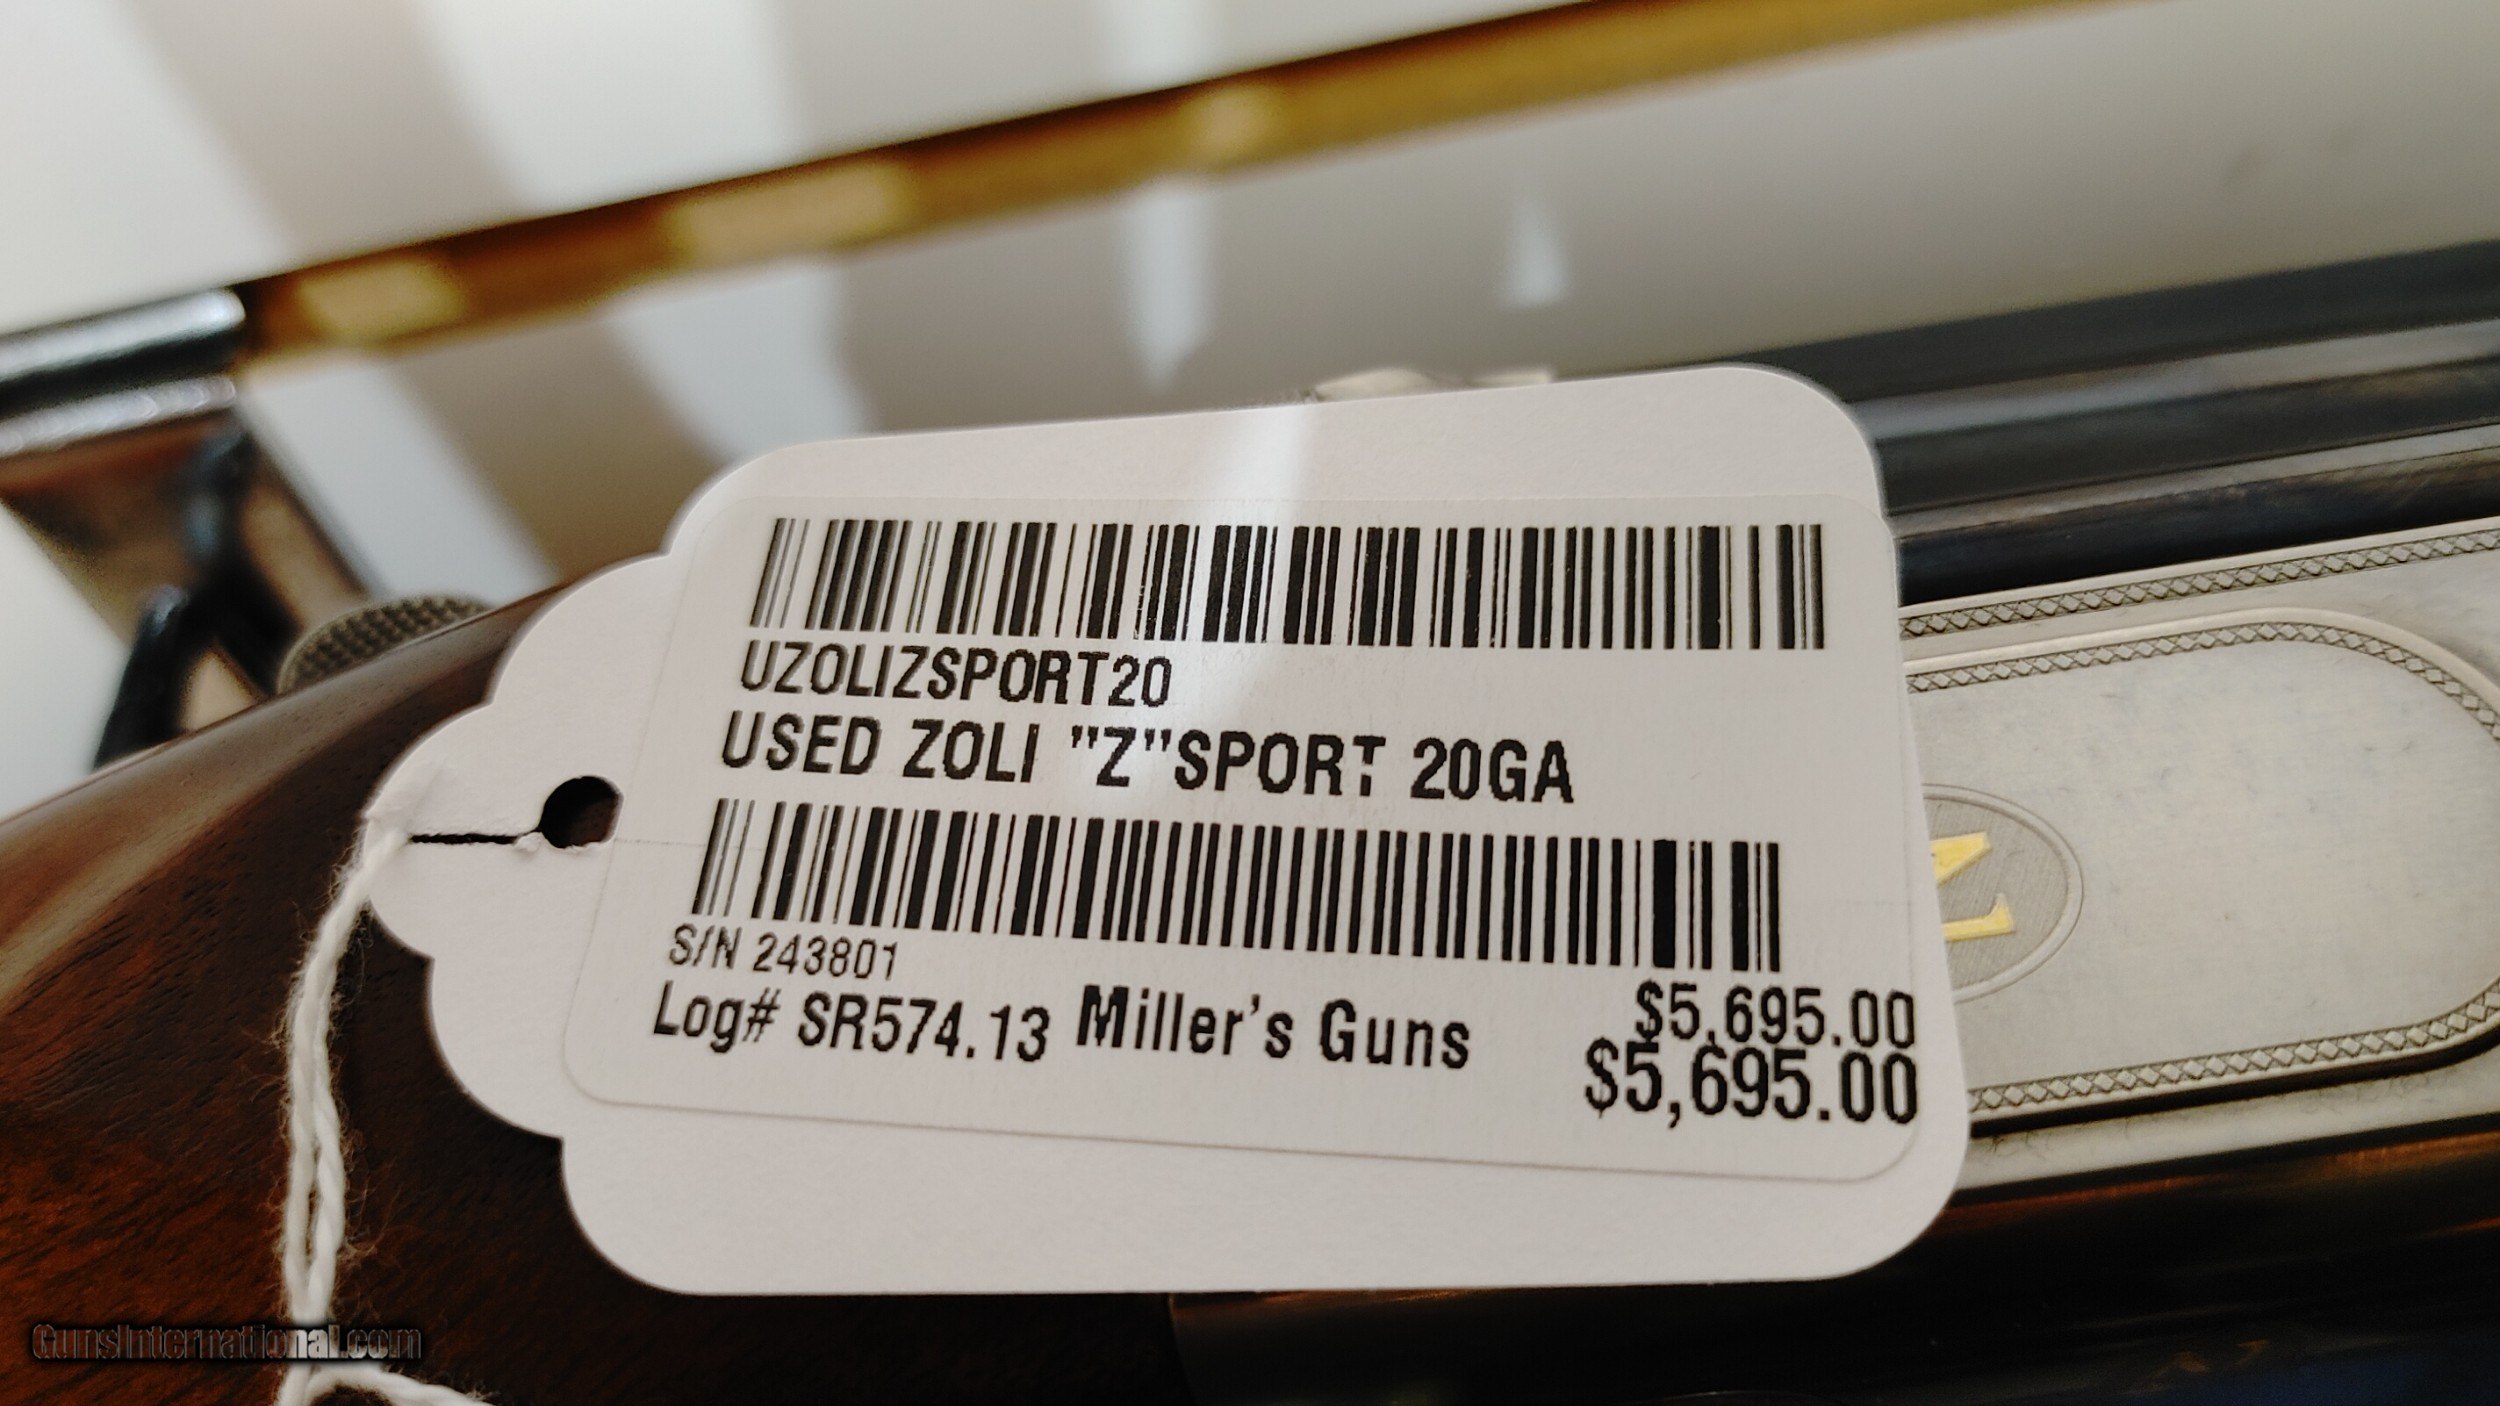 UZOLIZSPORT20
USED ZOLI "Z"SPORT 20GA
S/N 243801
Log# SR574.13 Miller's Guns $5,695.00
$5,695.00
GunsInternational.com